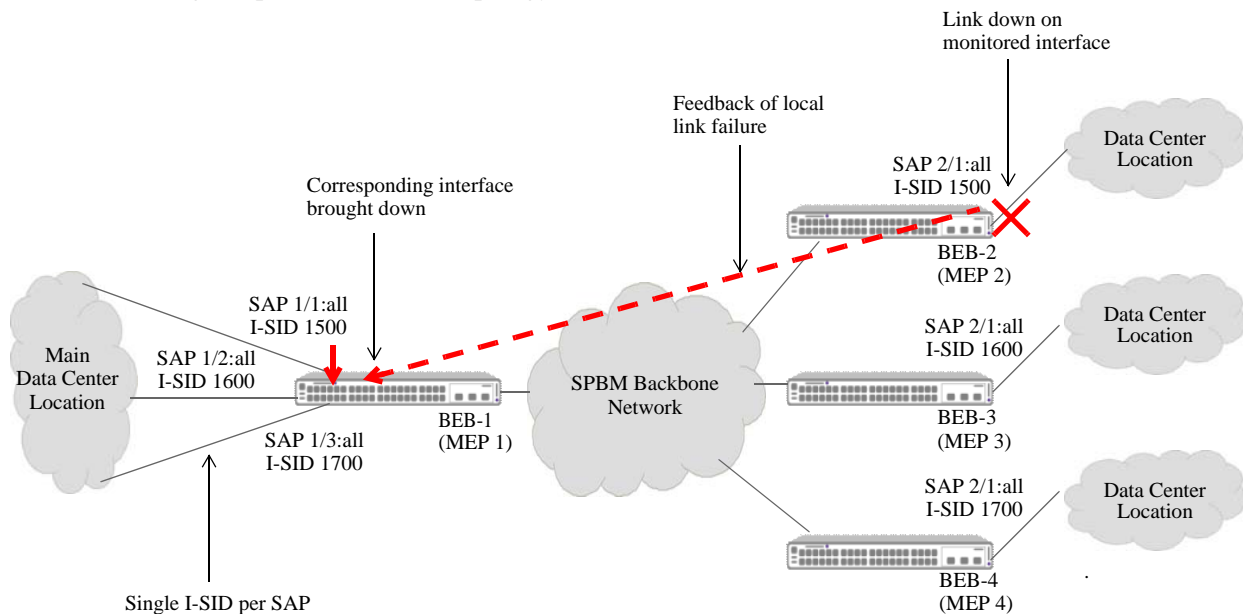 Link down on
monitored interface
Feedback of local
link failure
Data Center
Location
SAP 2/1:all
I-SID 1500
Corresponding interface
brought down
BEB-2
(MEP 2)
SAP 1/1:all
I-SID 1500
Main
Data Center
Location
SAP 1/2:all
I-SID 1600
SPBM Backbone
Network
SAP 2/1:all
I-SID 1600
Data Center
Location
BEB-1
(MEP 1)
BEB-3
(MEP 3)
SAP 1/3:all
I-SID 1700
SAP 2/1:all
I-SID 1700
Data Center
Location
BEB-4
(MEP 4)
.
Single I-SID per SAP